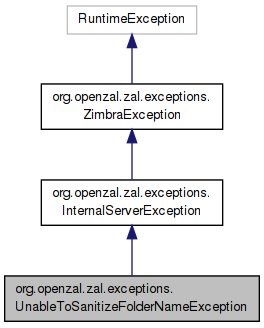 RuntimeException
org.openzal.zal.exceptions.
ZimbraException
org.openzal.zal.exceptions.
InternalServerException
org.openzal.zal.exceptions.
UnableToSanitizeFolderNameException